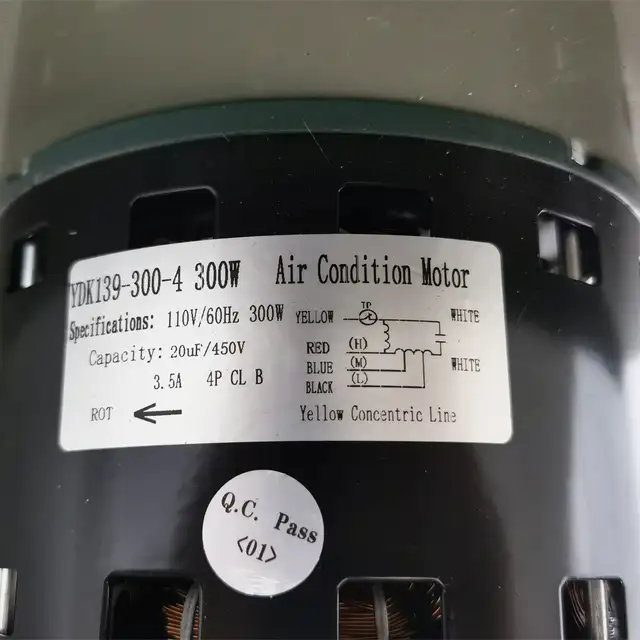 YDK139-300-4 300W Air Condition Motor
Specifications: 110V/60Hz 300W
Capacity: 20uF/450V
3.5A 4P CL B
ROT
TP
YELLOW WHITE
RED (H)
BLUE (M) WHITE
BLACK (L)
Yellow Concentric Line
Q.C. Pass
<01>